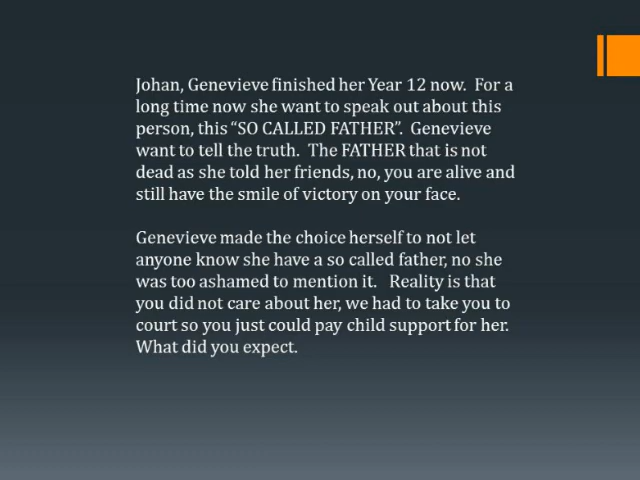 Johan, Genevieve finished her Year 12 now.  For a
long time now she want to speak out about this
person, this “SO CALLED FATHER”.  Genevieve
want to tell the truth.  The FATHER that is not
dead as she told her friends, no, you are alive and
still have the smile of victory on your face.
Genevieve made the choice herself to not let
anyone know she have a so called father, no she
was too ashamed to mention it.   Reality is that
you did not care about her, we had to take you to
court so you just could pay child support for her.
What did you expect.